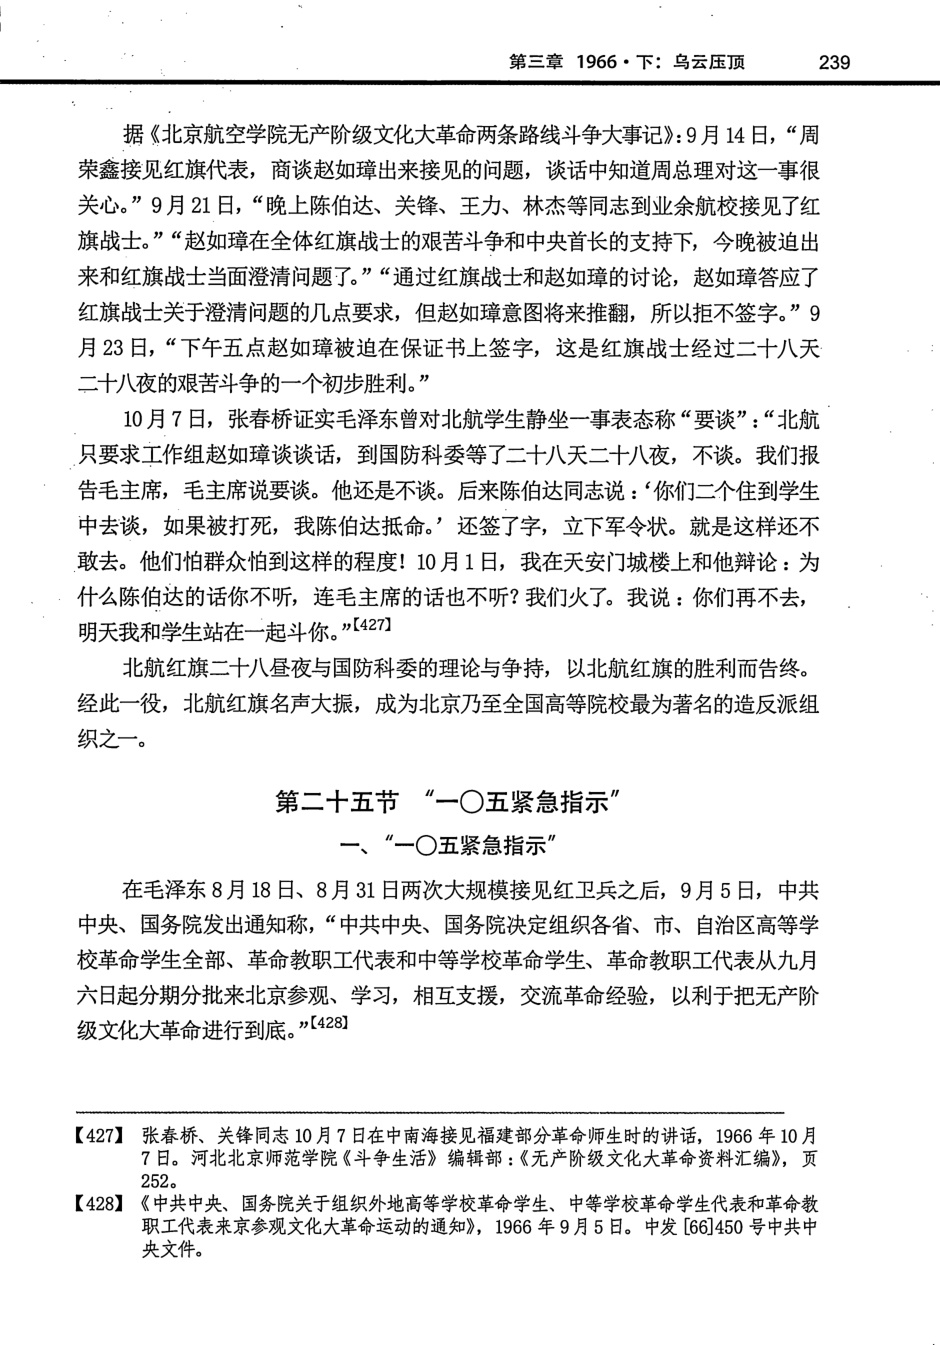 第三章 1966·下：乌云压顶 239
据《北京航空学院无产阶级文化大革命两条路线斗争大事记》：9月14日，“周
荣鑫接见红旗代表，商谈赵如璋出来接见的问题，谈话中知道周总理对这一事很
关心。”9月21日，“晚上陈伯达、关锋、王力、林杰等同志到业余航校接见了红
旗战士。”“赵如璋在全体红旗战士的艰苦斗争和中央首长的支持下，今晚被迫出
来和红旗战士当面澄清问题了。”“通过红旗战士和赵如璋的讨论，赵如璋答应了
红旗战士关于澄清问题的几点要求，但赵如璋意图将来推翻，所以拒不签字。”9
月23日，“下午五点赵如璋被迫在保证书上签字，这是红旗战士经过二十八天
二十八夜的艰苦斗争的一个初步胜利。”
10月7日，张春桥证实毛泽东曾对北航学生静坐一事表态称“要谈”：“北航
只要求工作组赵如璋谈谈话，到国防科委等了二十八天二十八夜，不谈。我们报
告毛主席，毛主席说要谈。他还是不谈。后来陈伯达同志说：‘你们二个住到学生
中去谈，如果被打死，我陈伯达抵命。’还签了字，立下军令状。就是这样还不
敢去。他们怕群众怕到这样的程度！10月1日，我在天安门城楼上和他辩论：为
什么陈伯达的话你不听，连毛主席的话也不听？我们火了。我说：你们再不去，
明天我和学生站在一起斗你。”【427】
北航红旗二十八昼夜与国防科委的理论与争持，以北航红旗的胜利而告终。
经此一役，北航红旗名声大振，成为北京乃至全国高等院校最为著名的造反派组
织之一。
第二十五节 “一〇五紧急指示”
一、“一〇五紧急指示”
在毛泽东8月18日、8月31日两次大规模接见红卫兵之后，9月5日，中共
中央、国务院发出通知称，“中共中央、国务院决定组织各省、市、自治区高等学
校革命学生全部、革命教职工代表和中等学校革命学生、革命教职工代表从九月
六日起分期分批来北京参观、学习，相互支援，交流革命经验，以利于把无产阶
级文化大革命进行到底。”【428】
【427】 张春桥、关锋同志10月7日在中南海接见福建部分革命师生时的讲话，1966年10月
7日。河北北京师范学院《斗争生活》编辑部：《无产阶级文化大革命资料汇编》，页
252。
【428】 《中共中央、国务院关于组织外地高等学校革命学生、中等学校革命学生代表和革命教
职工代表来京参观文化大革命运动的通知》，1966年9月5日。中发[66]450号中共中
央文件。